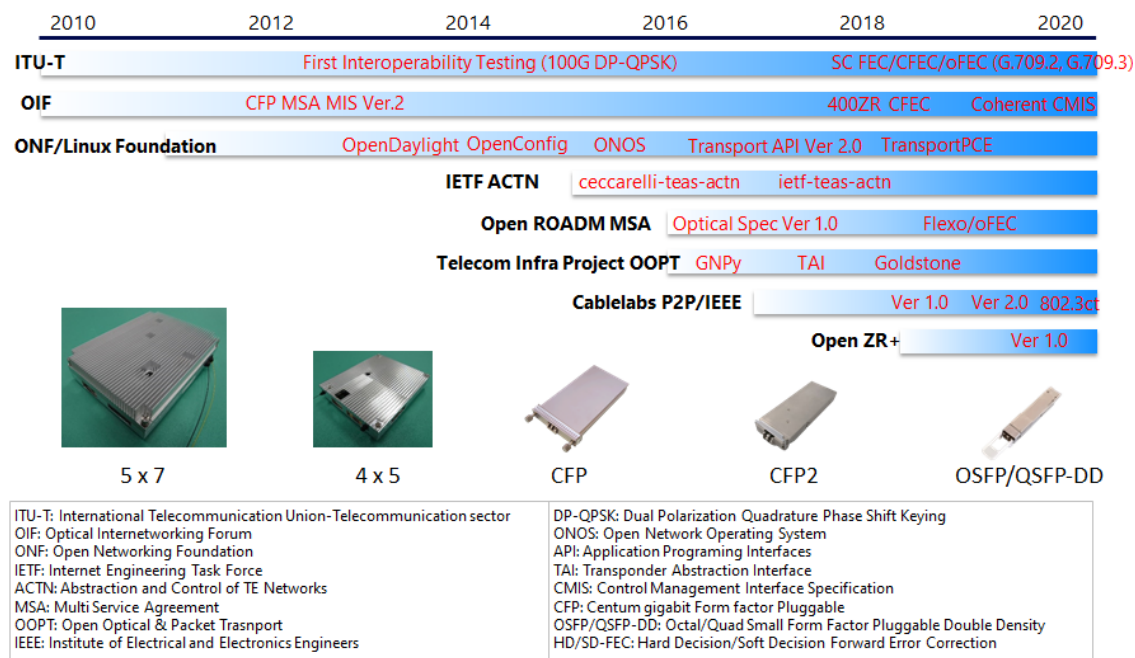 2010 2012 2014 2016 2018 2020
ITU-T First Interoperability Testing (100G DP-QPSK) SC FEC/CFEC/oFEC (G.709.2, G.709.3)
OIF CFP MSA MIS Ver.2 400ZR CFEC Coherent CMIS
ONF/Linux Foundation OpenDaylight OpenConfig ONOS Transport API Ver 2.0 TransportPCE
IETF ACTN ceccarelli-teas-actn ietf-teas-actn
Open ROADM MSA Optical Spec Ver 1.0 Flexo/oFEC
Telecom Infra Project OOPT GNPy TAI Goldstone
Cablelabs P2P/IEEE Ver 1.0 Ver 2.0 802.3ct
Open ZR+ Ver 1.0
5 x 7 4 x 5 CFP CFP2 OSFP/QSFP-DD
ITU-T: International Telecommunication Union-Telecommunication sector
OIF: Optical Internetworking Forum
ONF: Open Networking Foundation
IETF: Internet Engineering Task Force
ACTN: Abstraction and Control of TE Networks
MSA: Multi Service Agreement
OOPT: Open Optical & Packet Trasnport
IEEE: Institute of Electrical and Electronics Engineers
DP-QPSK: Dual Polarization Quadrature Phase Shift Keying
ONOS: Open Network Operating System
API: Application Programing Interfaces
TAI: Transponder Abstraction Interface
CMIS: Control Management Interface Specification
CFP: Centum gigabit Form factor Pluggable
OSFP/QSFP-DD: Octal/Quad Small Form Factor Pluggable Double Density
HD/SD-FEC: Hard Decision/Soft Decision Forward Error Correction